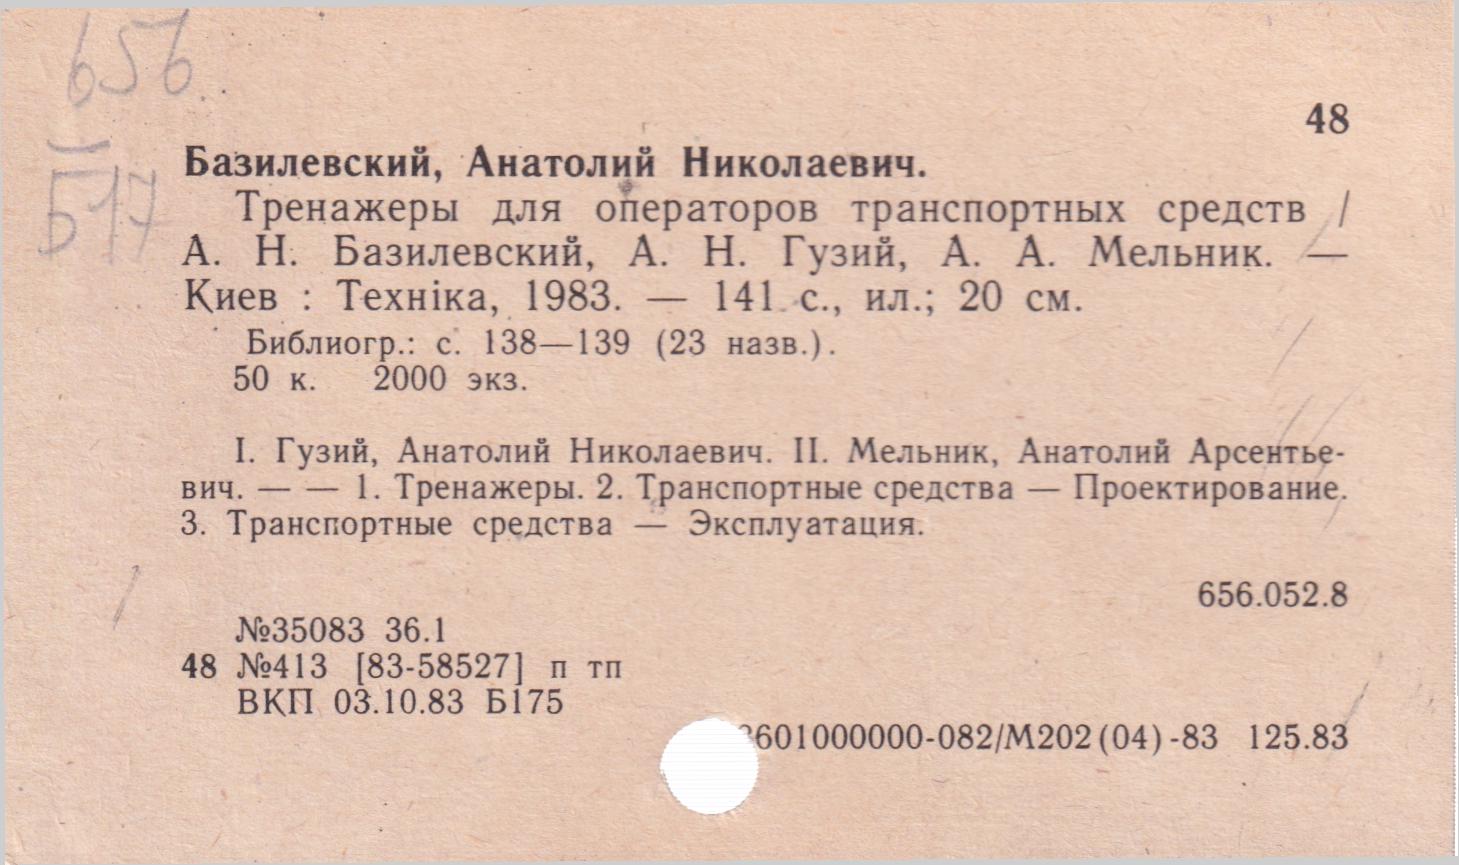 656
Б17
48
Базилевский, Анатолий Николаевич.
Тренажеры для операторов транспортных средств /
А. Н. Базилевский, А. Н. Гузий, А. А. Мельник. —
Киев : Техніка, 1983. — 141 с., ил.; 20 см.
Библиогр.: с. 138—139 (23 назв.).
50 к. 2000 экз.
I. Гузий, Анатолий Николаевич. II. Мельник, Анатолий Арсентье-
вич. — — 1. Тренажеры. 2. Транспортные средства — Проектирование.
3. Транспортные средства — Эксплуатация.
656.052.8
№35083 36.1
48 №413 [83-58527] п тп
ВКП 03.10.83 Б175
3601000000-082/М202(04)-83 125.83